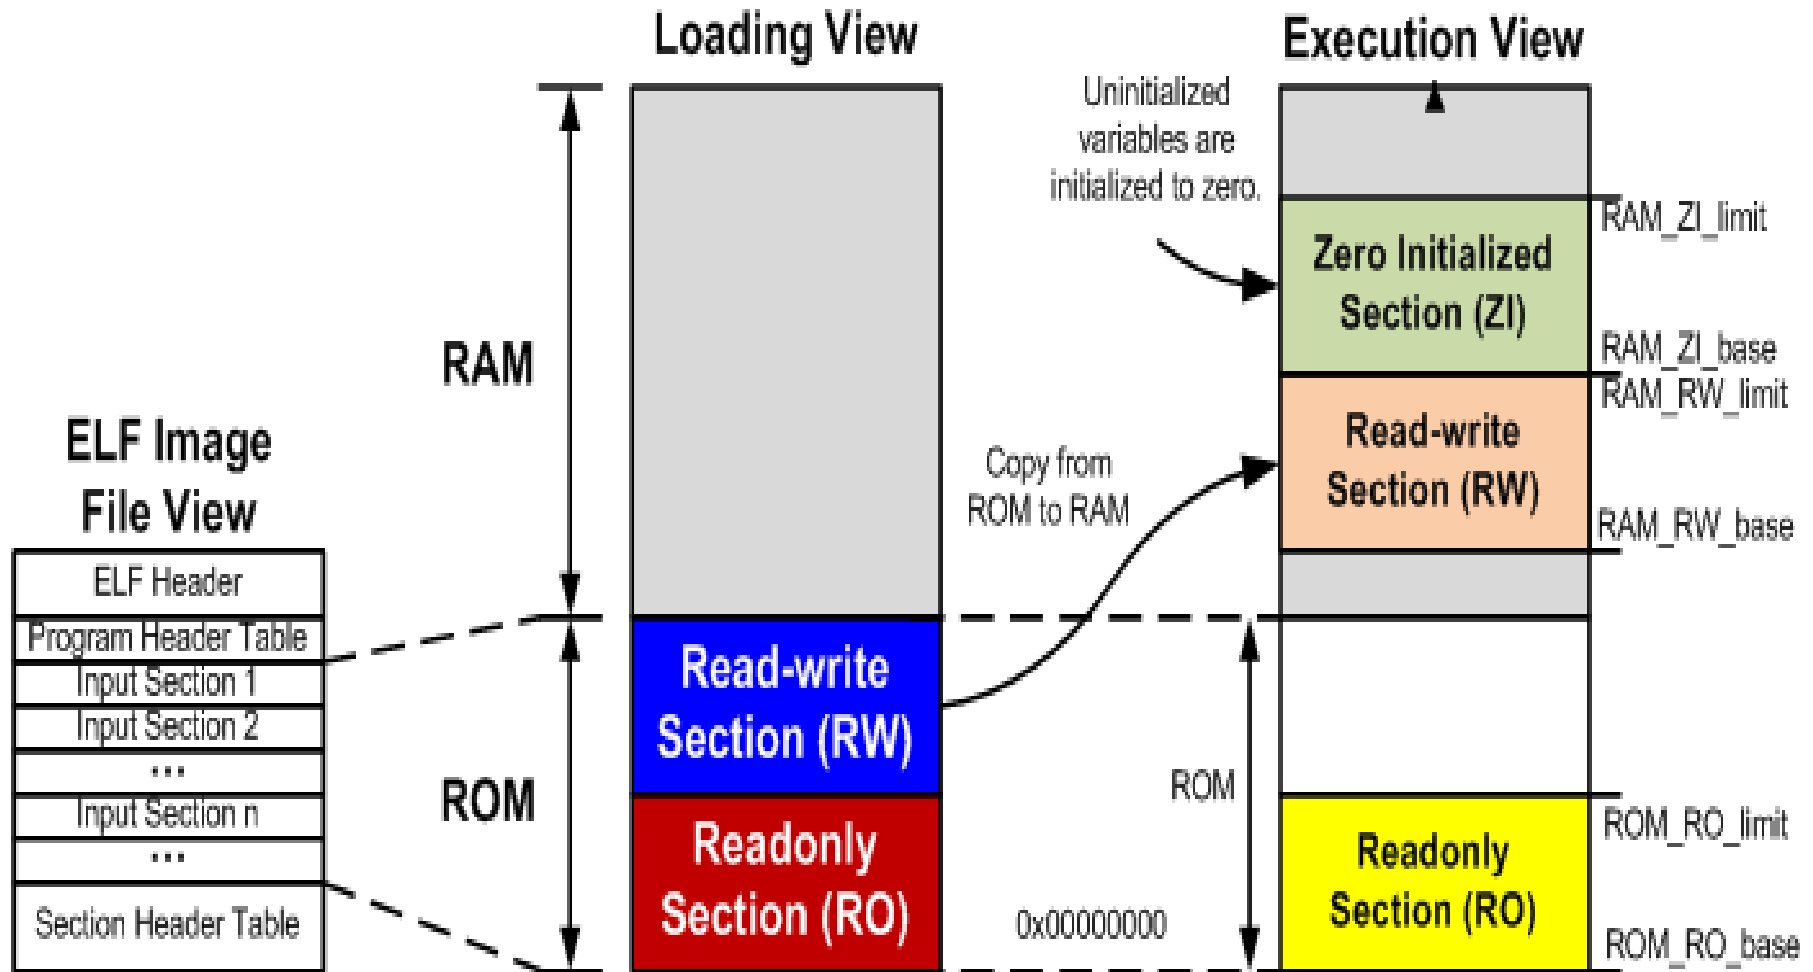 Loading View
Execution View
Uninitialized
variables are
initialized to zero.
RAM_ZI_limit
Zero Initialized
Section (ZI)
RAM_ZI_base
RAM_RW_limit
RAM
Read-write
Section (RW)
Copy from
ROM to RAM
RAM_RW_base
ELF Image
File View
ELF Header
Program Header Table
Input Section 1
Input Section 2
...
Input Section n
...
Section Header Table
ROM
Read-write
Section (RW)
Readonly
Section (RO)
ROM
0x00000000
ROM_RO_limit
Readonly
Section (RO)
ROM_RO_base